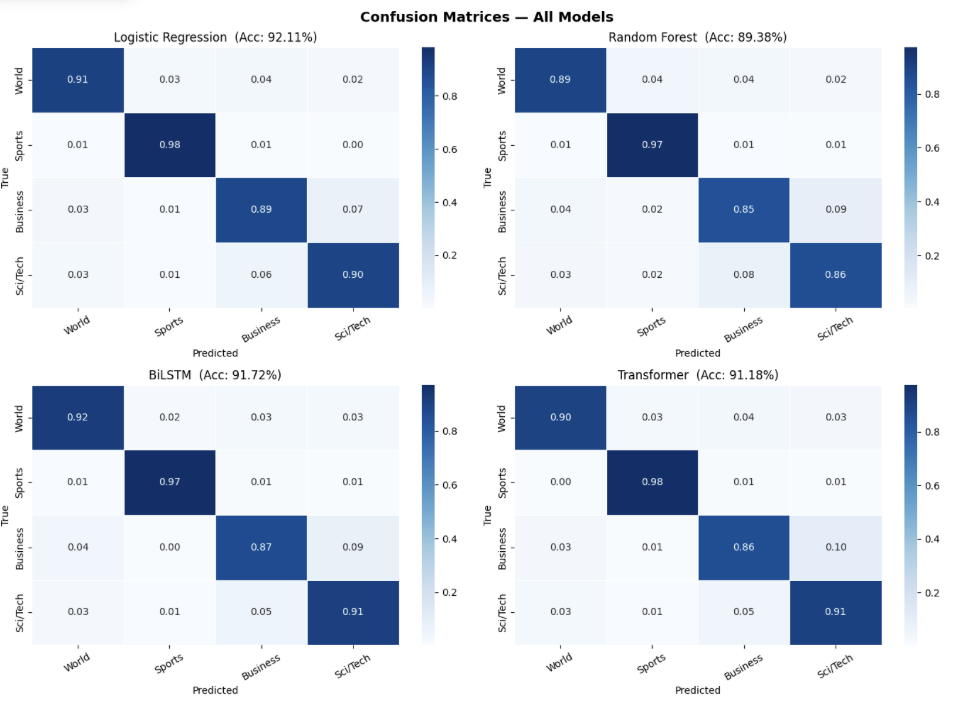 Confusion Matrices — All Models
Logistic Regression (Acc: 92.11%)
True
World
0.91 0.03 0.04 0.02
Sports
0.01 0.98 0.01 0.00
Business
0.03 0.01 0.89 0.07
Sci/Tech
0.03 0.01 0.06 0.90
World Sports Business Sci/Tech
Predicted
0.8
0.6
0.4
0.2
Random Forest (Acc: 89.38%)
True
World
0.89 0.04 0.04 0.02
Sports
0.01 0.97 0.01 0.01
Business
0.04 0.02 0.85 0.09
Sci/Tech
0.03 0.02 0.08 0.86
World Sports Business Sci/Tech
Predicted
0.8
0.6
0.4
0.2
BiLSTM (Acc: 91.72%)
True
World
0.92 0.02 0.03 0.03
Sports
0.01 0.97 0.01 0.01
Business
0.04 0.00 0.87 0.09
Sci/Tech
0.03 0.01 0.05 0.91
World Sports Business Sci/Tech
Predicted
0.8
0.6
0.4
0.2
Transformer (Acc: 91.18%)
True
World
0.90 0.03 0.04 0.03
Sports
0.00 0.98 0.01 0.01
Business
0.03 0.01 0.86 0.10
Sci/Tech
0.03 0.01 0.05 0.91
World Sports Business Sci/Tech
Predicted
0.8
0.6
0.4
0.2